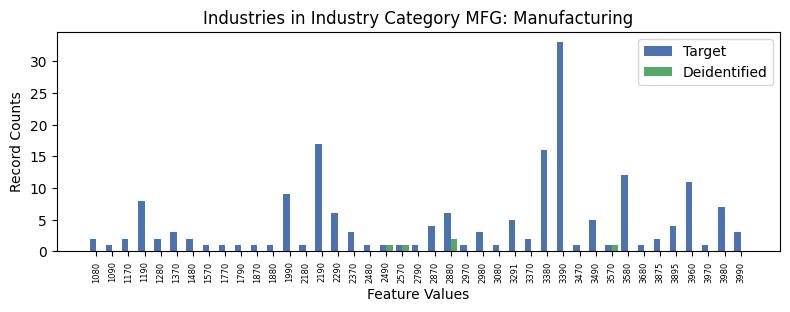 Industries in Industry Category MFG: Manufacturing
Target
Deidentified
Record Counts
30
25
20
15
10
5
0
1080 1090 1170 1190 1280 1370 1480 1570 1770 1790 1870 1880 1990 2180 2190 2290 2370 2480 2490 2570 2790 2870 2880 2970 2980 3080 3291 3370 3380 3390 3470 3490 3570 3580 3680 3875 3895 3960 3970 3980 3990
Feature Values